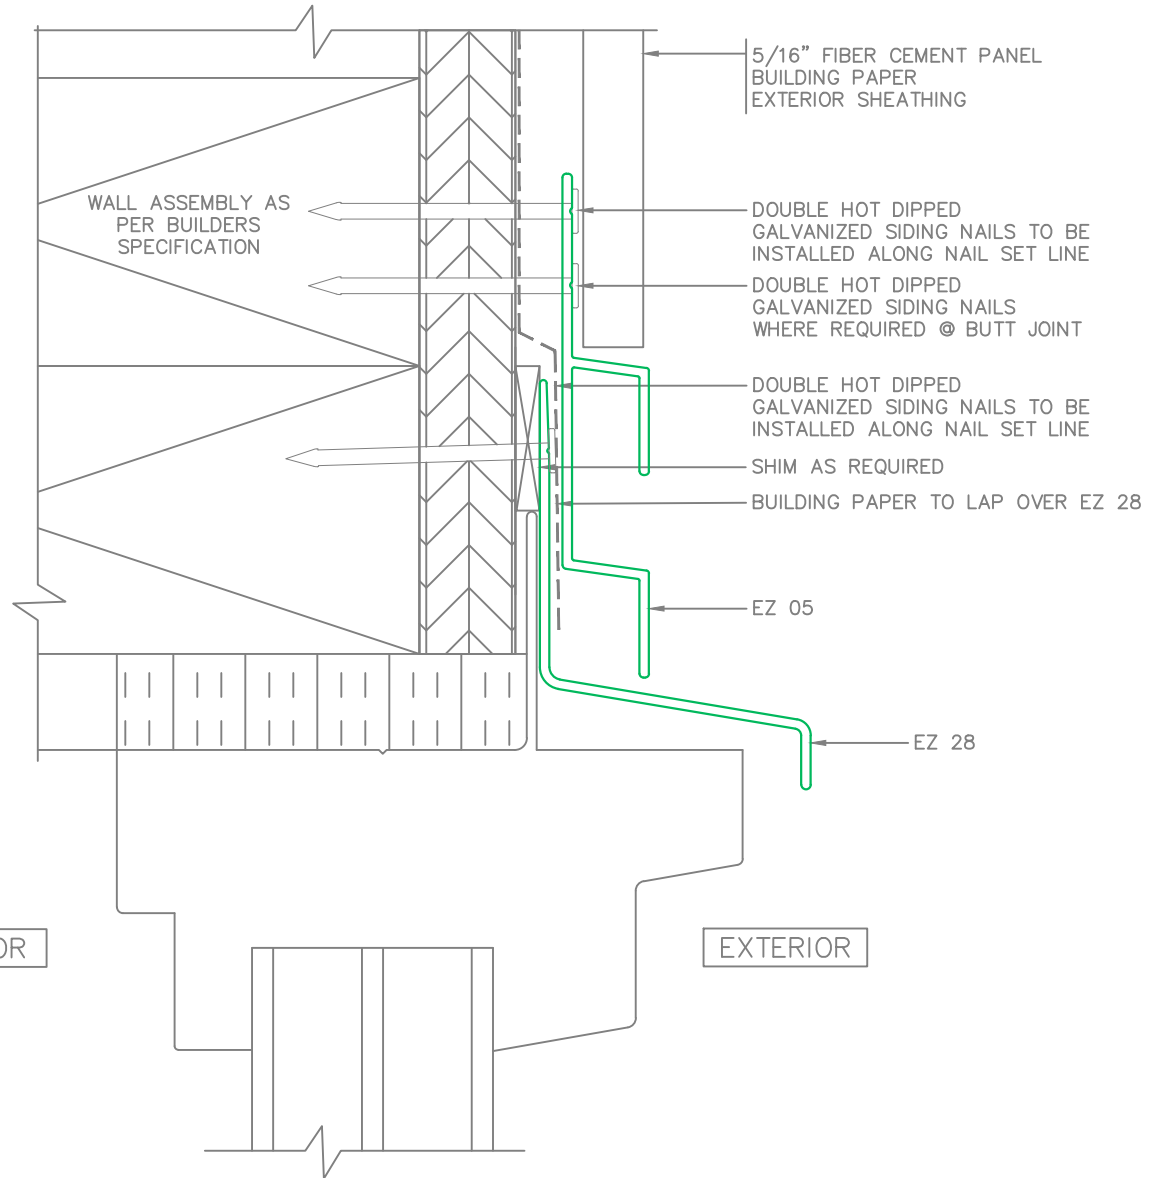 5/16” FIBER CEMENT PANEL
BUILDING PAPER
EXTERIOR SHEATHING
WALL ASSEMBLY AS
PER BUILDERS
SPECIFICATION
DOUBLE HOT DIPPED
GALVANIZED SIDING NAILS TO BE
INSTALLED ALONG NAIL SET LINE
DOUBLE HOT DIPPED
GALVANIZED SIDING NAILS
WHERE REQUIRED @ BUTT JOINT
DOUBLE HOT DIPPED
GALVANIZED SIDING NAILS TO BE
INSTALLED ALONG NAIL SET LINE
SHIM AS REQUIRED
BUILDING PAPER TO LAP OVER EZ 28
EZ 05
EZ 28
OR
EXTERIOR